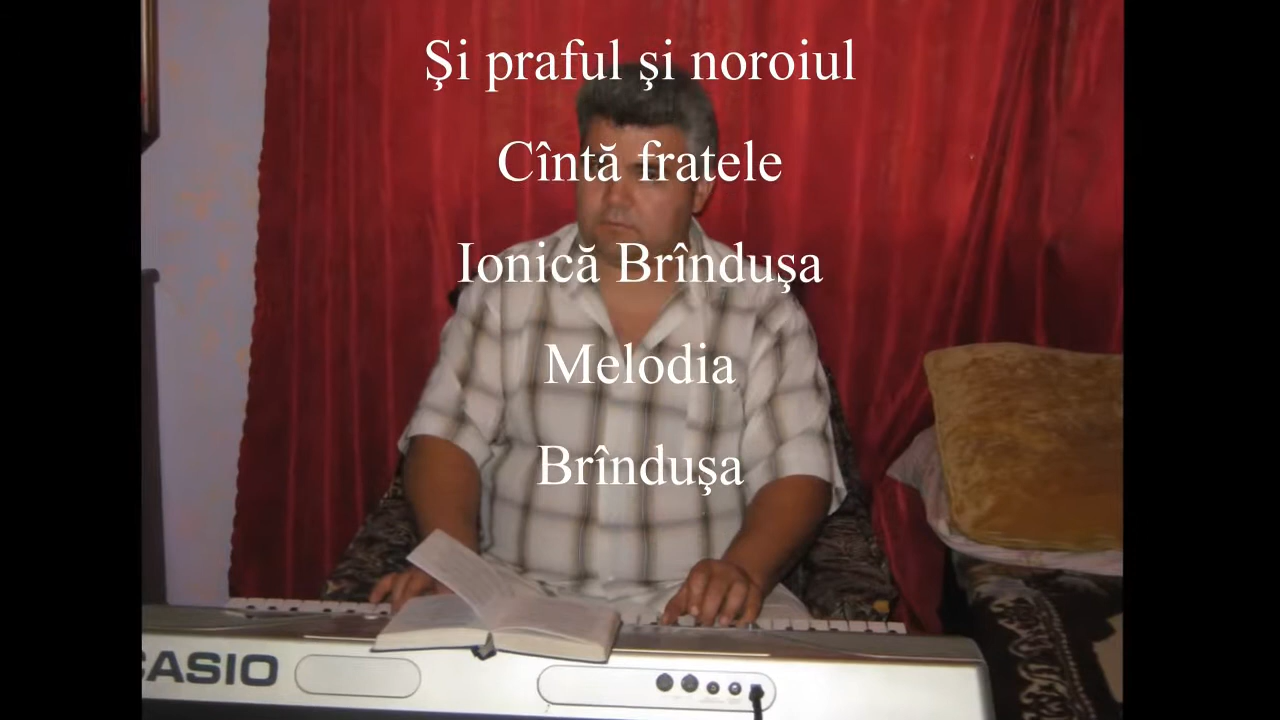 Şi praful şi noroiul
Cîntă fratele
Ionică Brînduşa
Melodia
Brînduşa
CASIO